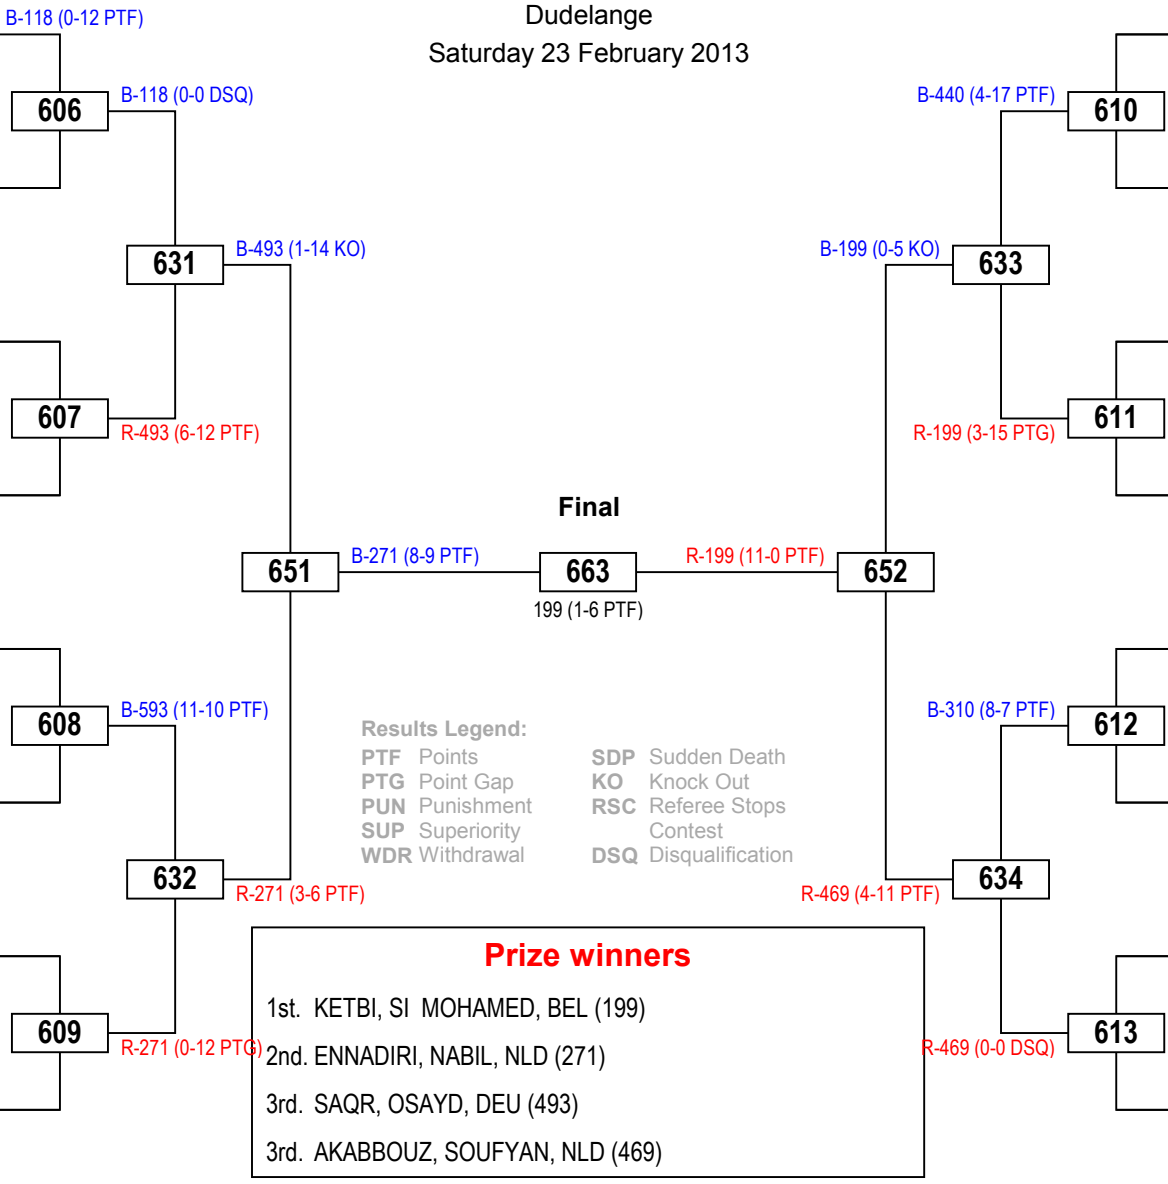 B-118 (0-12 PTF)
Dudelange
Saturday 23 February 2013
606
B-118 (0-0 DSQ)
B-440 (4-17 PTF)
610
631
B-493 (1-14 KO)
B-199 (0-5 KO)
633
607
R-493 (6-12 PTF)
R-199 (3-15 PTG)
611
Final
651
B-271 (8-9 PTF)
663
R-199 (11-0 PTF)
652
199 (1-6 PTF)
608
B-593 (11-10 PTF)
B-310 (8-7 PTF)
612
Results Legend:
PTF Points SDP Sudden Death
PTG Point Gap KO Knock Out
PUN Punishment RSC Referee Stops
SUP Superiority Contest
WDR Withdrawal DSQ Disqualification
632
R-271 (3-6 PTF)
R-469 (4-11 PTF)
634
Prize winners
1st. KETBI, SI MOHAMED, BEL (199)
609
R-271 (0-12 PTG)
2nd. ENNADIRI, NABIL, NLD (271)
R-469 (0-0 DSQ)
613
3rd. SAQR, OSAYD, DEU (493)
3rd. AKABBOUZ, SOUFYAN, NLD (469)